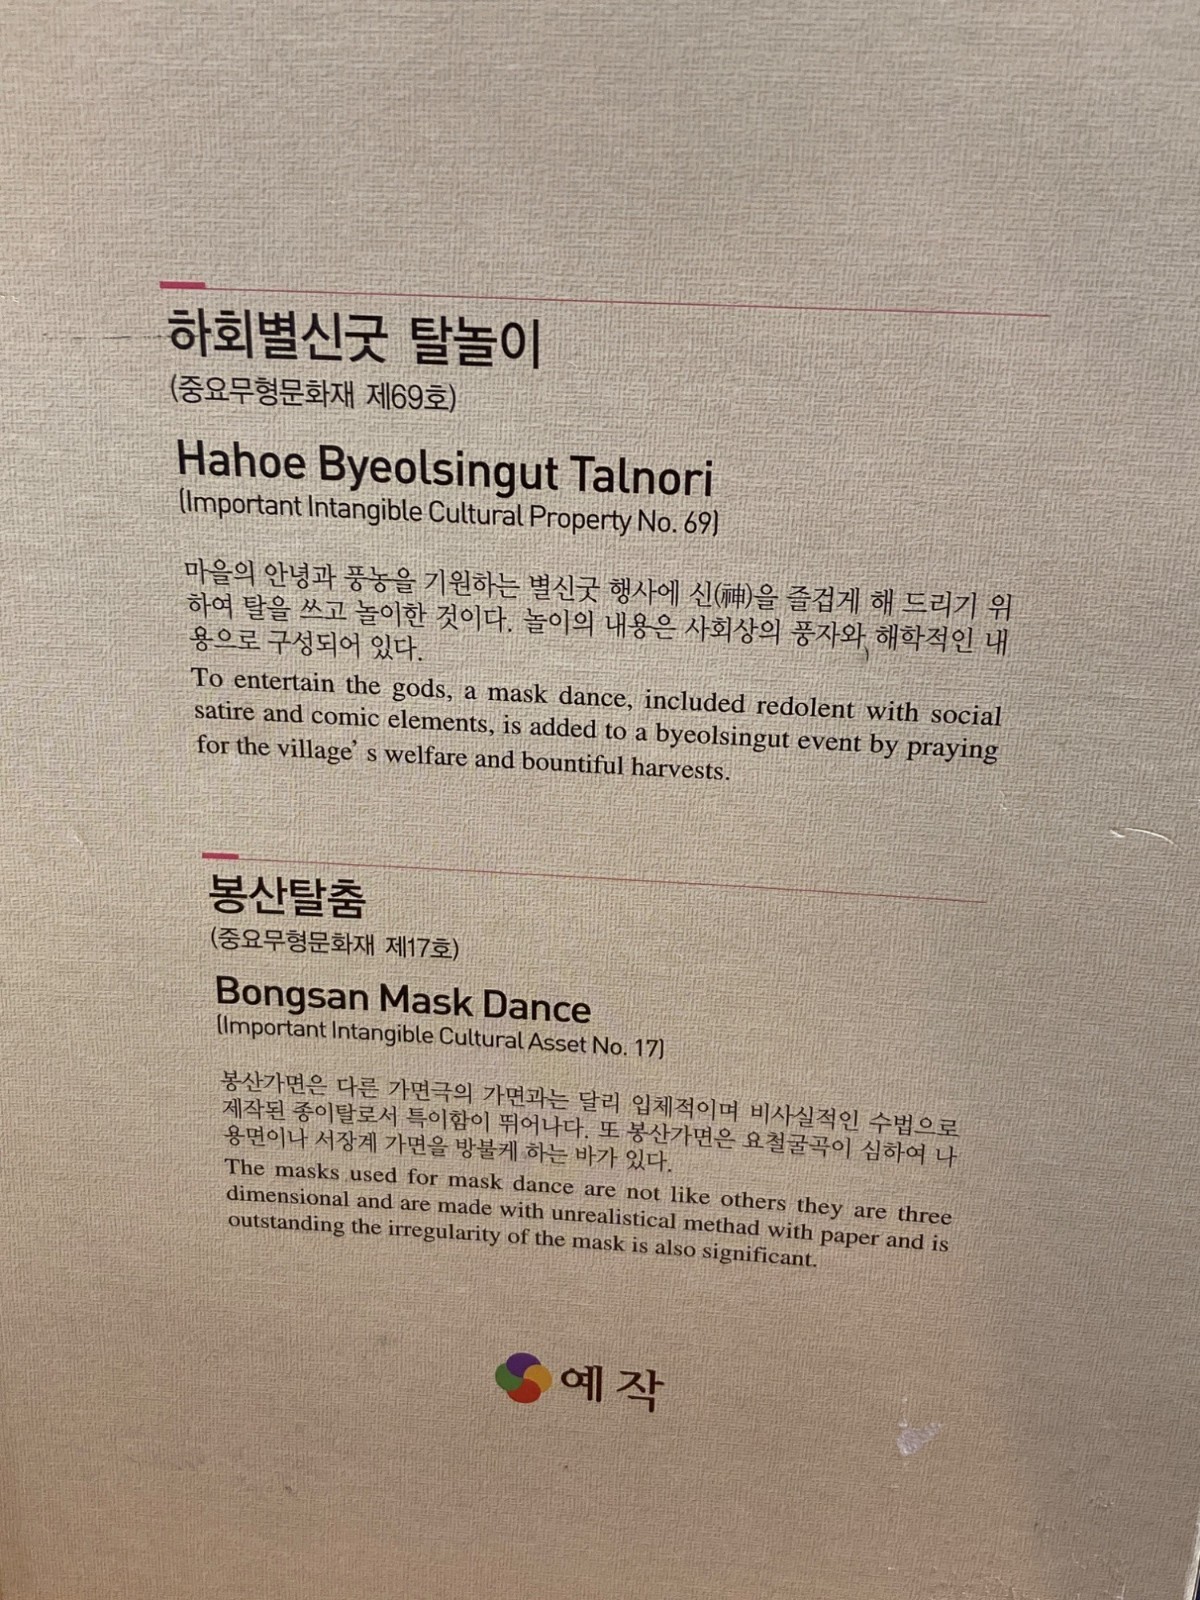 하회별신굿 탈놀이
(중요무형문화재 제69호)
Hahoe Byeolsingut Talnori
(Important Intangible Cultural Property No. 69)
마을의 안녕과 풍농을 기원하는 별신굿 행사에 신(神)을 즐겁게 해 드리기 위
하여 탈을 쓰고 놀이한 것이다. 놀이의 내용은 사회상의 풍자와 해학적인 내
용으로 구성되어 있다.
To entertain the gods, a mask dance, included redolent with social
satire and comic elements, is added to a byeolsingut event by praying
for the village's welfare and bountiful harvests.
봉산탈춤
(중요무형문화재 제17호)
Bongsan Mask Dance
(Important Intangible Cultural Asset No. 17)
봉산가면은 다른 가면극의 가면과는 달리 입체적이며 비사실적인 수법으로
제작된 종이탈로서 특이함이 뛰어나다. 또 봉산가면은 요철굴곡이 심하여 나
용면이나 서장계 가면을 방불케 하는 바가 있다.
The masks used for mask dance are not like others they are three
dimensional and are made with unrealistical methad with paper and is
outstanding the irregularity of the mask is also significant.
예작